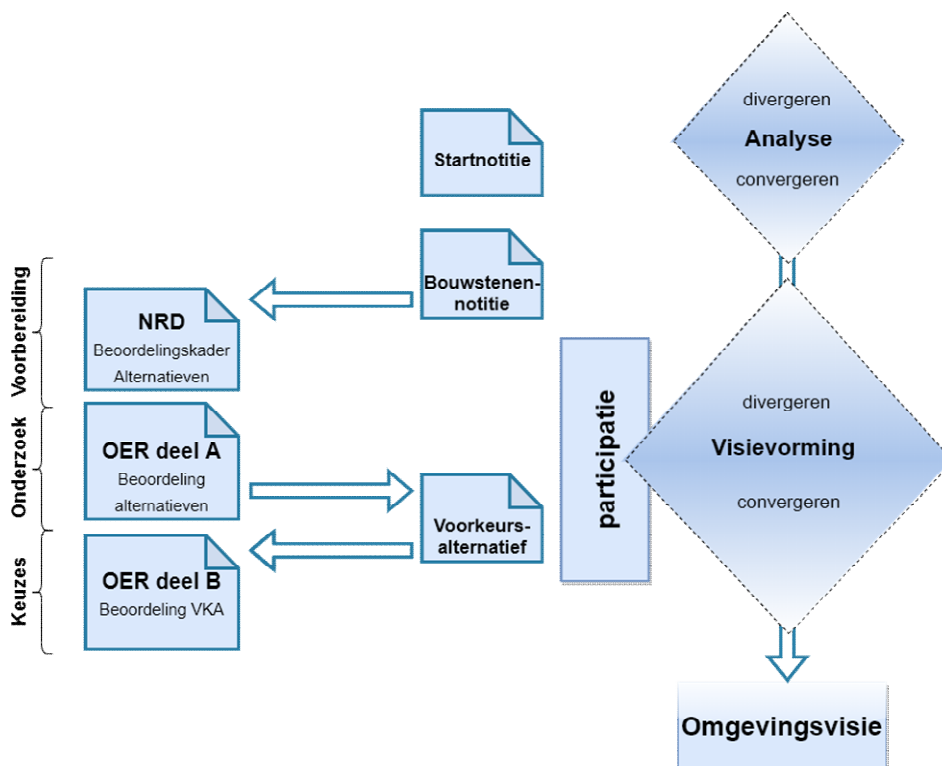 divergeren
Analyse
convergeren
Startnotitie
Bouwstenen-
notitie
Voorbereiding
NRD
Beoordelingskader
Alternatieven
participatie
divergeren
Visievorming
convergeren
Onderzoek
OER deel A
Beoordeling
alternatieven
Voorkeurs-
alternatief
Keuzes
OER deel B
Beoordeling VKA
Omgevingsvisie